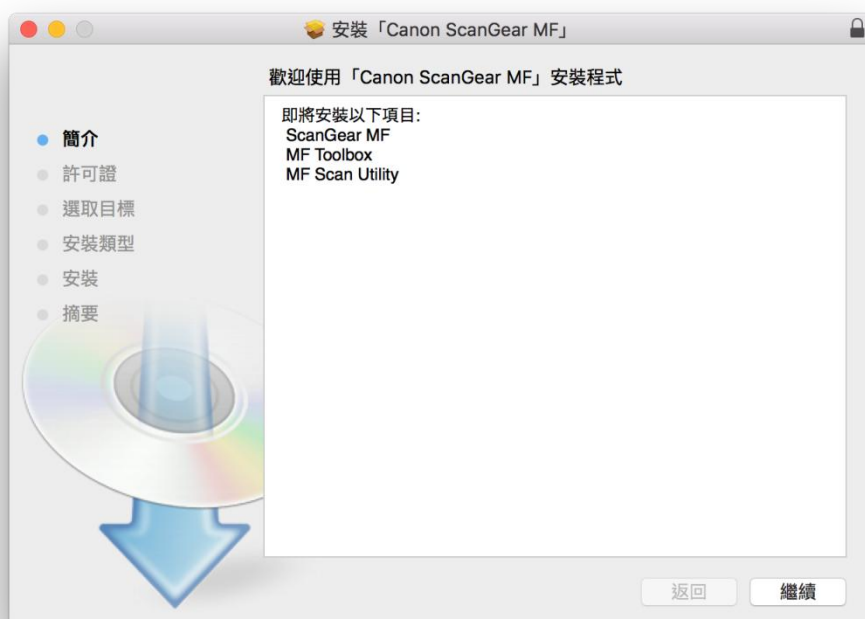 安裝「Canon ScanGear MF」
歡迎使用「Canon ScanGear MF」安裝程式
簡介
許可證
選取目標
安裝類型
安裝
摘要
即將安裝以下項目:
ScanGear MF
MF Toolbox
MF Scan Utility
返回
繼續